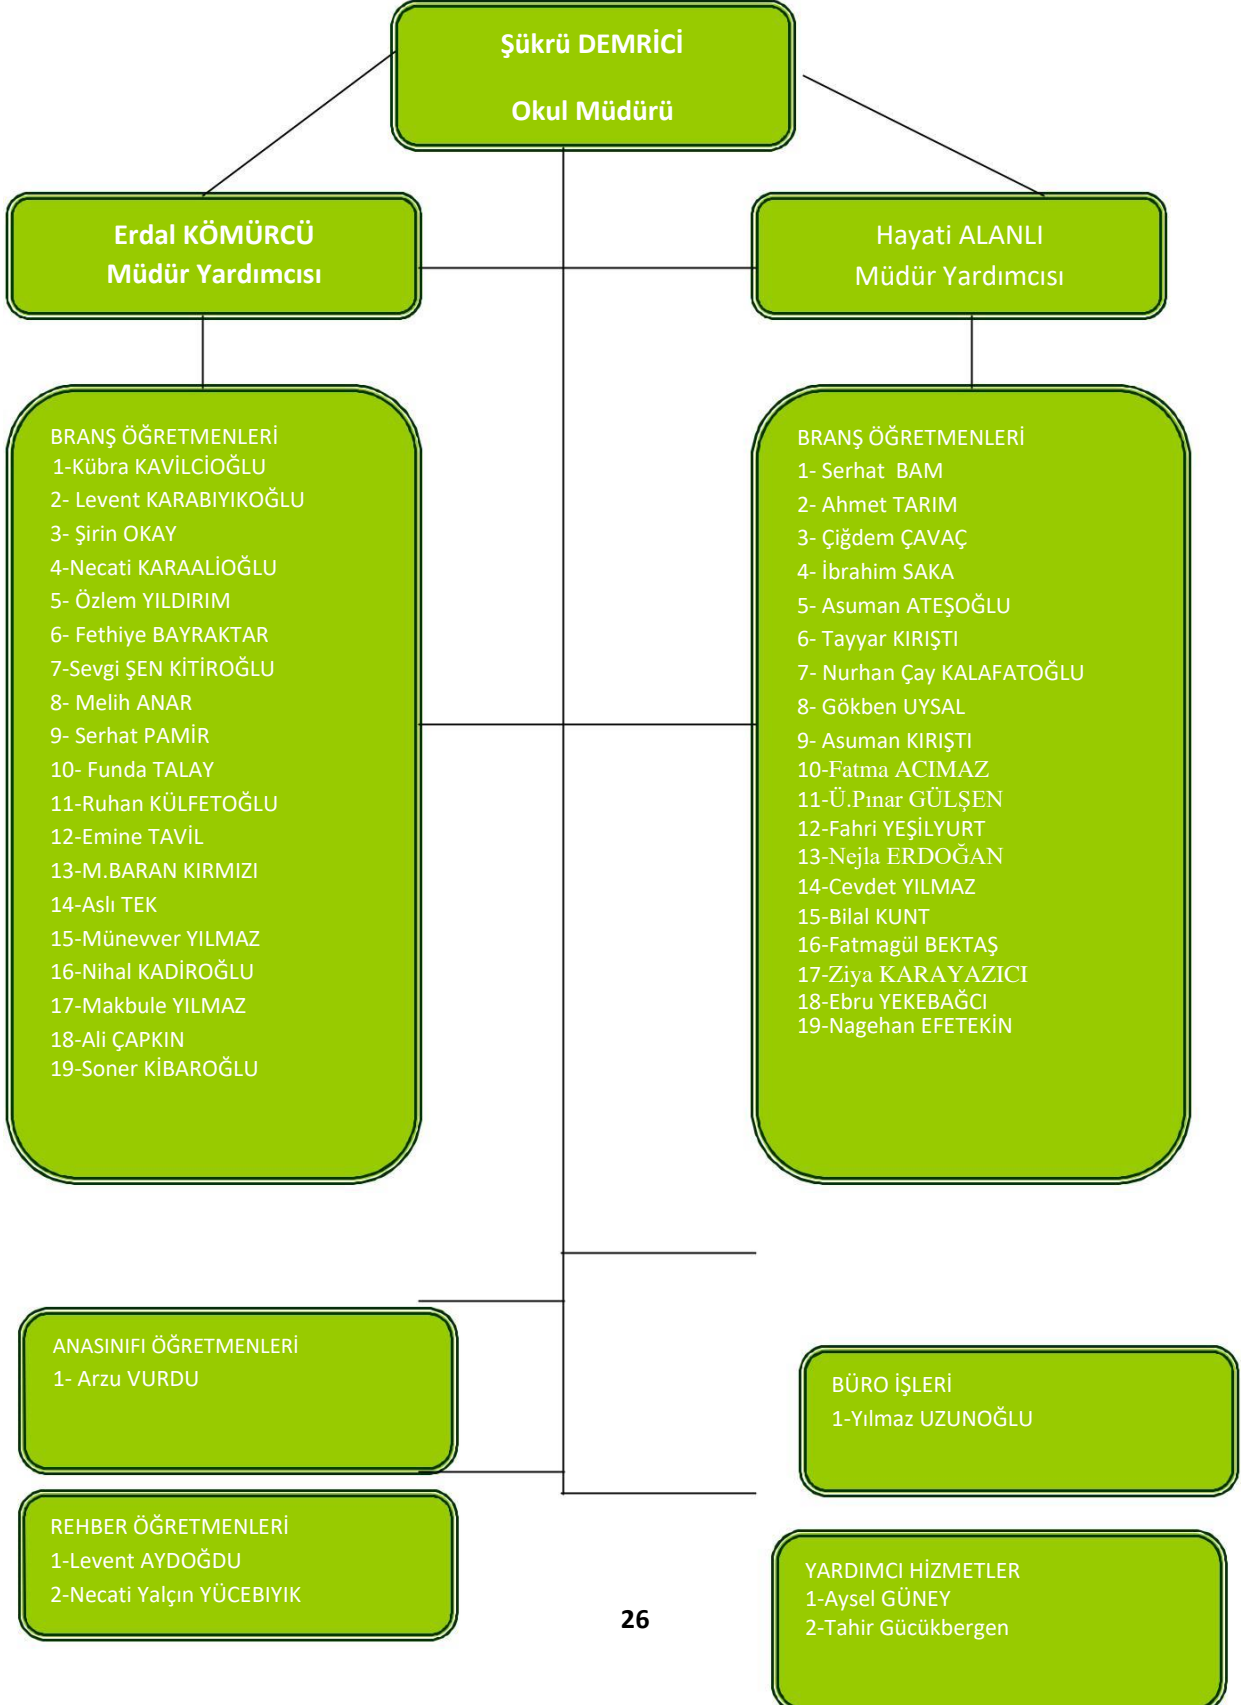 Şükrü DEMRİCİ
Okul Müdürü
Erdal KÖMÜRCÜ
Müdür Yardımcısı
Hayati ALANLI
Müdür Yardımcısı
BRANŞ ÖĞRETMENLERİ
1-Kübra KAVİLCİOĞLU
2- Levent KARABIYIKOĞLU
3- Şirin OKAY
4-Necati KARAALİOĞLU
5- Özlem YILDIRIM
6- Fethiye BAYRAKTAR
7-Sevgi ŞEN KİTİROĞLU
8- Melih ANAR
9- Serhat PAMİR
10- Funda TALAY
11-Ruhan KÜLFETOĞLU
12-Emine TAVİL
13-M.BARAN KIRMIZI
14-Aslı TEK
15-Münevver YILMAZ
16-Nihal KADİROĞLU
17-Makbule YILMAZ
18-Ali ÇAPKIN
19-Soner KİBAROĞLU
BRANŞ ÖĞRETMENLERİ
1- Serhat  BAM
2- Ahmet TARIM
3- Çiğdem ÇAVAÇ
4- İbrahim SAKA
5- Asuman ATEŞOĞLU
6- Tayyar KIRIŞTI
7- Nurhan Çay KALAFATOĞLU
8- Gökben UYSAL
9- Asuman KIRIŞTI
10-Fatma ACIMAZ
11-Ü.Pınar GÜLŞEN
12-Fahri YEŞİLYURT
13-Nejla ERDOĞAN
14-Cevdet YILMAZ
15-Bilal KUNT
16-Fatmagül BEKTAŞ
17-Ziya KARAYAZICI
18-Ebru YEKEBAĞCI
19-Nagehan EFETEKİN
ANASINIFI ÖĞRETMENLERİ
1- Arzu VURDU
BÜRO İŞLERİ
1-Yılmaz UZUNOĞLU
REHBER ÖĞRETMENLERİ
1-Levent AYDOĞDU
2-Necati Yalçın YÜCEBIYIK
YARDIMCI HİZMETLER
1-Aysel GÜNEY
2-Tahir Gücükbergen
26